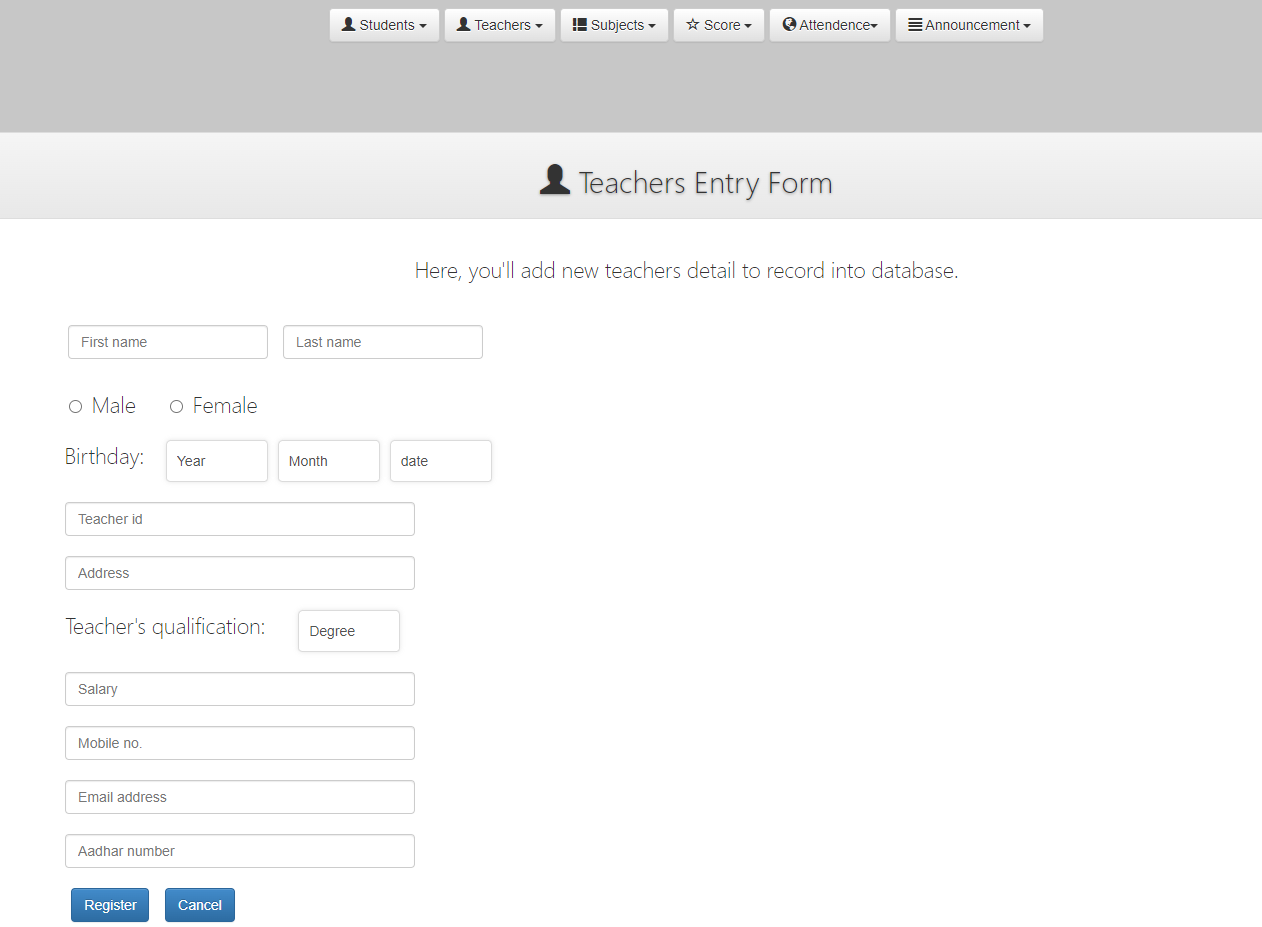 Students Teachers Subjects Score Attendence Announcement
Teachers Entry Form
Here, you'll add new teachers detail to record into database.
First name Last name
Male Female
Birthday: Year Month date
Teacher id
Address
Teacher's qualification: Degree
Salary
Mobile no.
Email address
Aadhar number
Register Cancel